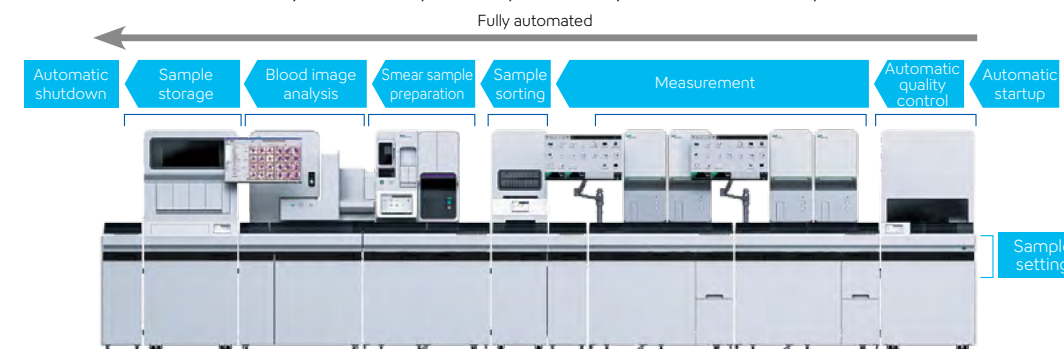 Fully automated
Automatic
shutdown
Sample
storage
Blood image
analysis
Smear sample
preparation
Sample
sorting
Measurement
Automatic
quality
control
Automatic
startup
Sample
setting